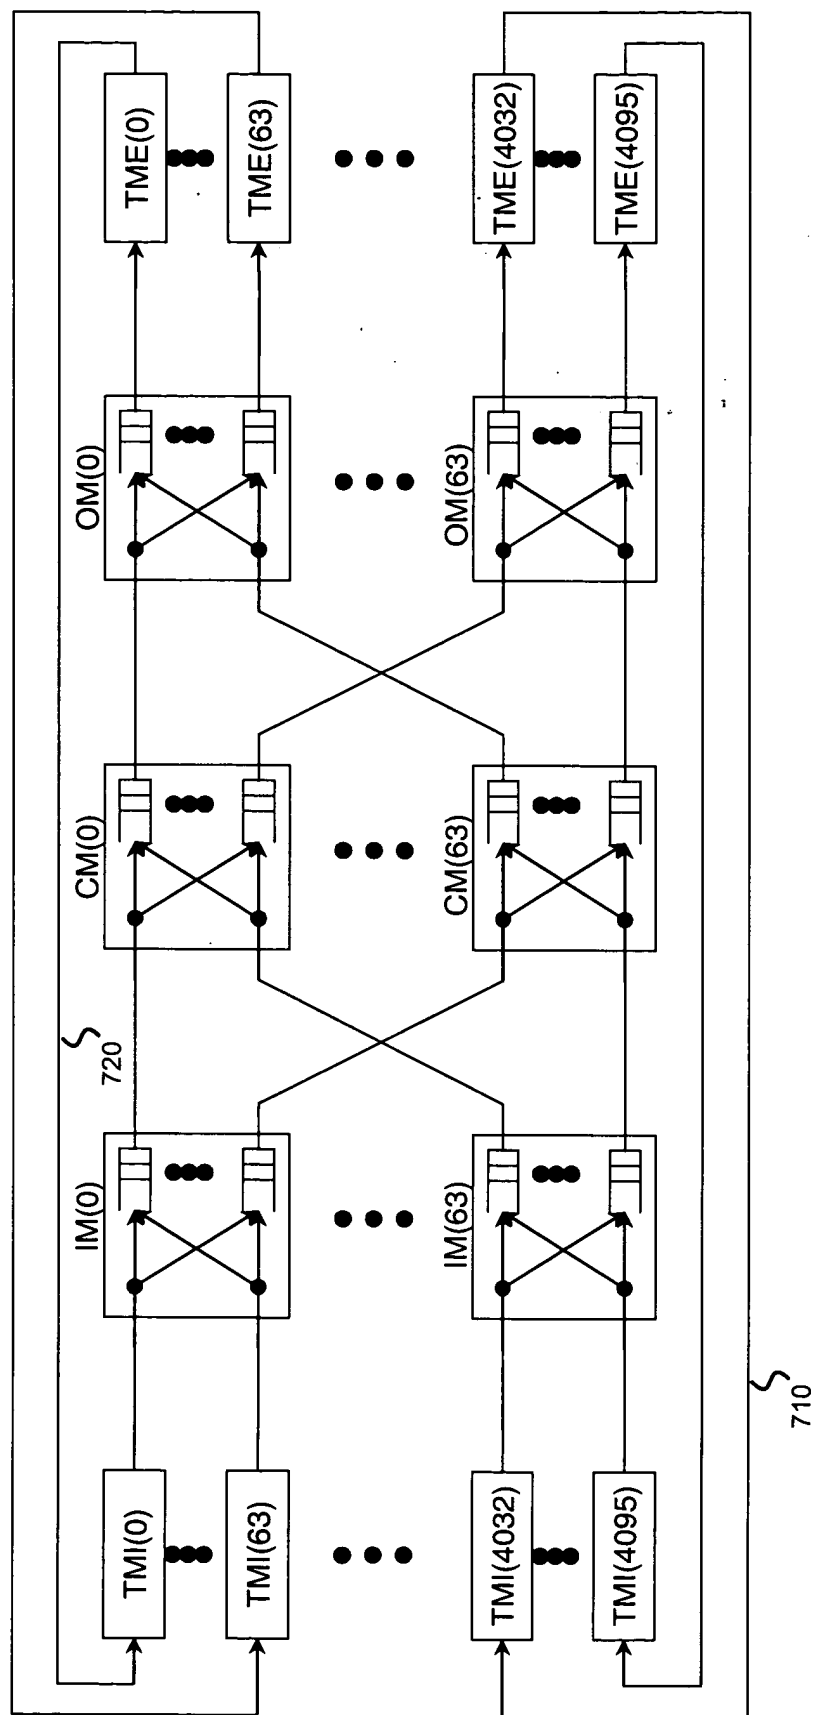 TME(0)
TME(63)
TME(4032)
TME(4095)
OM(0)
OM(63)
CM(0)
CM(63)
720
IM(0)
IM(63)
710
TMI(0)
TMI(63)
TMI(4032)
TMI(4095)